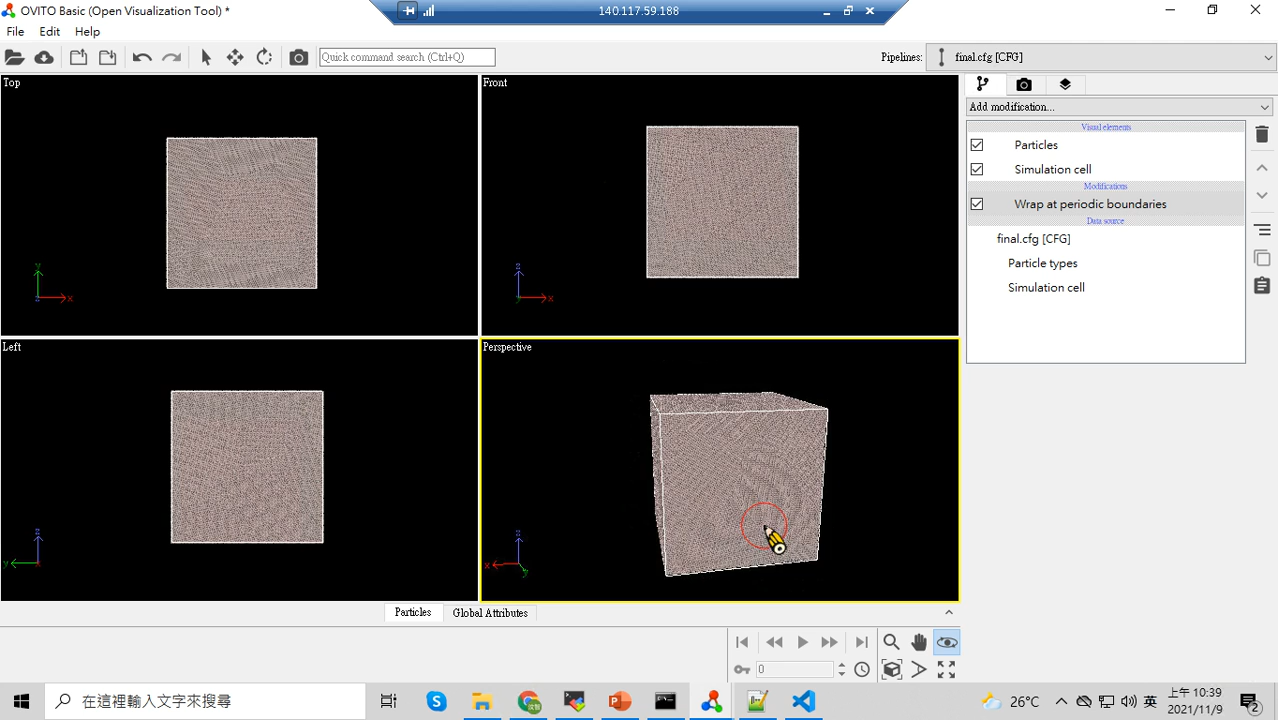 OVITO Basic (Open Visualization Tool) *
140.117.59.188
File Edit Help
Quick command search (Ctrl+Q)
Pipelines:
final.cfg [CFG]
Top
Front
Add modification...
Visual elements
Particles
Simulation cell
Modifications
Wrap at periodic boundaries
Data source
final.cfg [CFG]
Particle types
Simulation cell
y
x
z
x
Left
Perspective
z
y
z
x
y
Particles
Global Attributes
0
在這裡輸入文字來搜尋
26°C
英
上午 10:39
2021/11/9
2